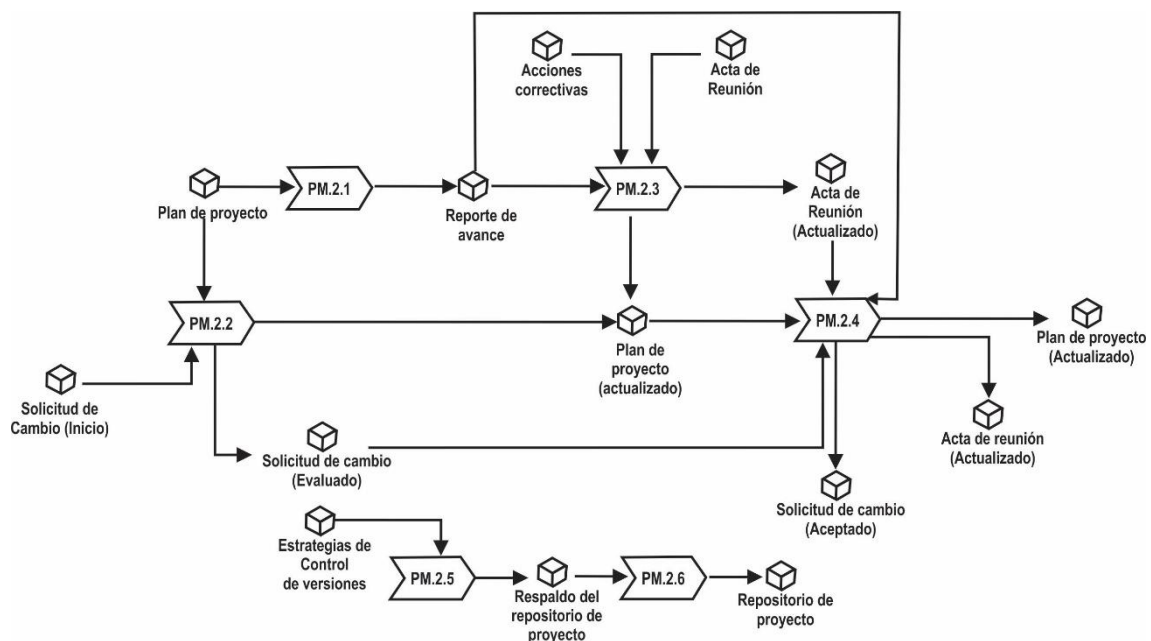 Acciones
correctivas
Acta de
Reunión
PM.2.1
PM.2.3
Plan de proyecto
Reporte de
avance
Acta de
Reunión
(Actualizado)
PM.2.2
PM.2.4
Plan de
proyecto
(actualizado)
Plan de proyecto
(Actualizado)
Solicitud de
Cambio (Inicio)
Acta de reunión
(Actualizado)
Solicitud de cambio
(Evaluado)
Solicitud de cambio
(Aceptado)
Estrategias de
Control
de versiones
PM.2.5
PM.2.6
Respaldo del
repositorio de
proyecto
Repositorio de
proyecto